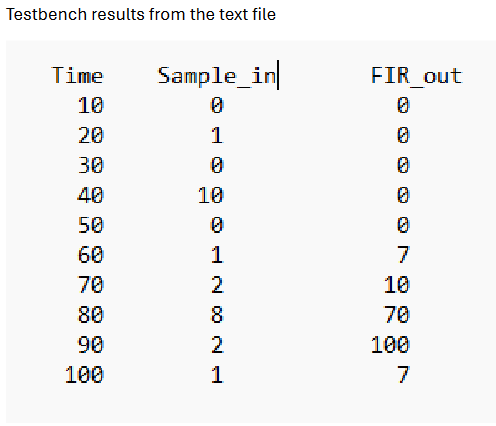 Testbench results from the text file
Time Sample_in FIR_out
10 0 0
20 1 0
30 0 0
40 10 0
50 0 0
60 1 7
70 2 10
80 8 70
90 2 100
100 1 7